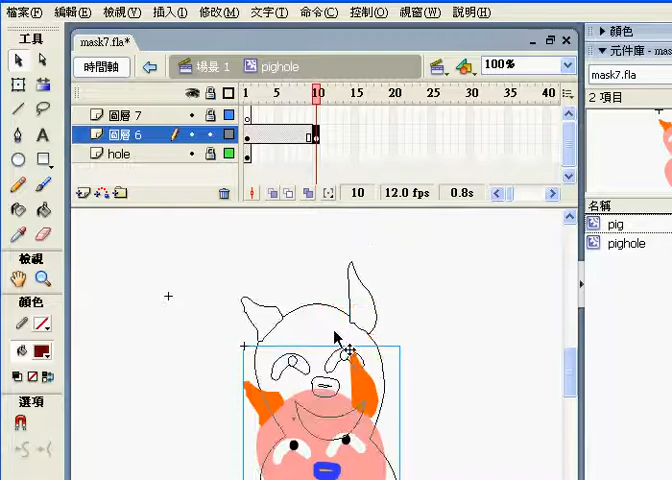 檔案(F) 編輯(E) 檢視(V) 插入(I) 修改(M) 文字(T) 命令(C) 控制(O) 視窗(W) 說明(H)
工具
mask7.fla*
時間軸 場景 1 pighole 100%
1 5 10 15 20 25 30 35 40
圖層 7
圖層 6
hole
10 12.0 fps 0.8s
檢視
顏色
選項
顏色
元件庫 - mas
mask7.fla
2 項目
名稱
pig
pighole